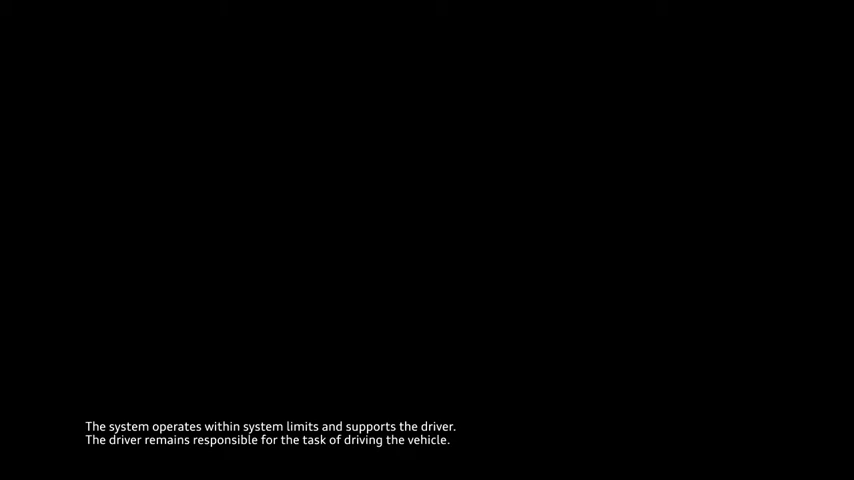 The system operates within system limits and supports the driver.
The driver remains responsible for the task of driving the vehicle.